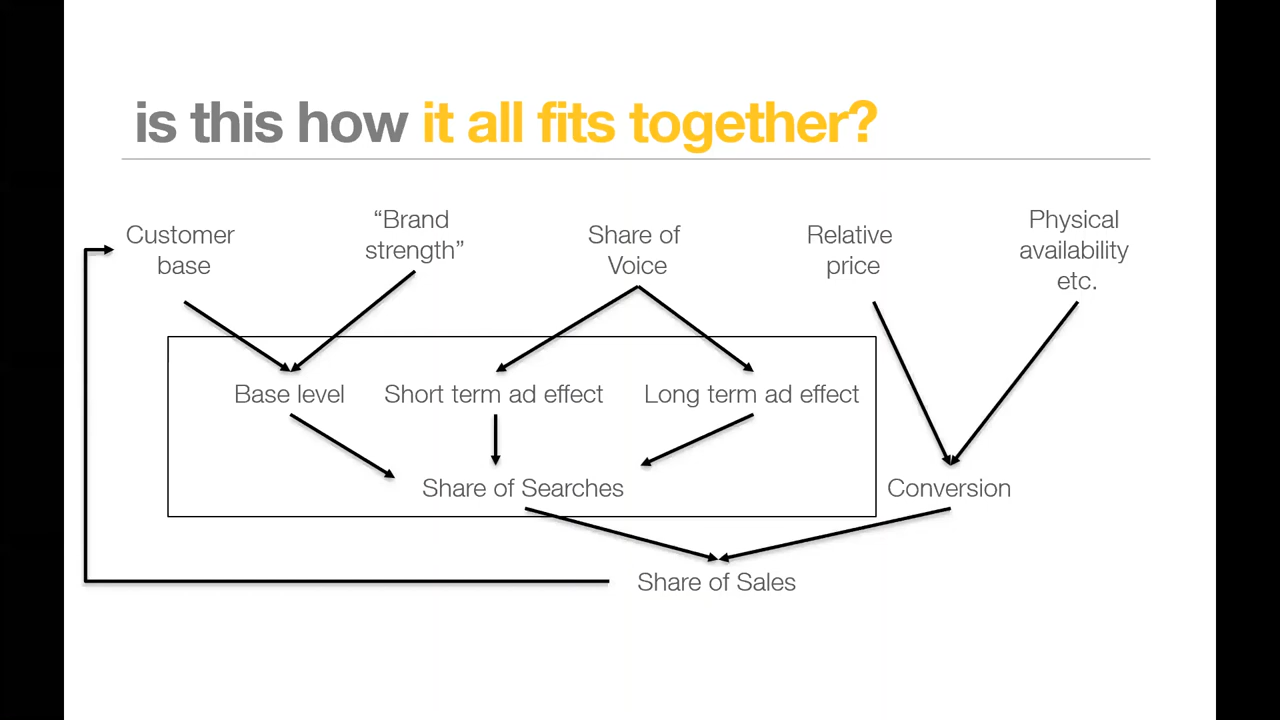 is this how it all fits together?
Customer
base
“Brand
strength”
Share of
Voice
Relative
price
Physical
availability
etc.
Base level
Short term ad effect
Long term ad effect
Share of Searches
Conversion
Share of Sales